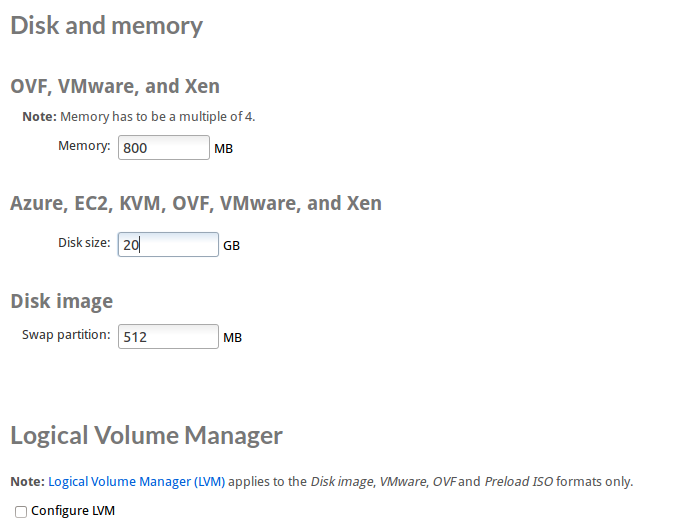 Disk and memory
OVF, VMware, and Xen
Note: Memory has to be a multiple of 4.
Memory: 800 MB
Azure, EC2, KVM, OVF, VMware, and Xen
Disk size: 20 GB
Disk image
Swap partition: 512 MB
Logical Volume Manager
Note: Logical Volume Manager (LVM) applies to the Disk image, VMware, OVF and Preload ISO formats only.
Configure LVM